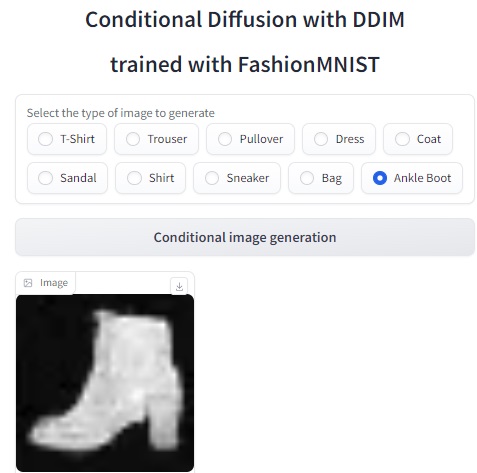 Conditional Diffusion with DDIM
trained with FashionMNIST
Select the type of image to generate
T-Shirt Trouser Pullover Dress Coat
Sandal Shirt Sneaker Bag Ankle Boot
Conditional image generation
Image